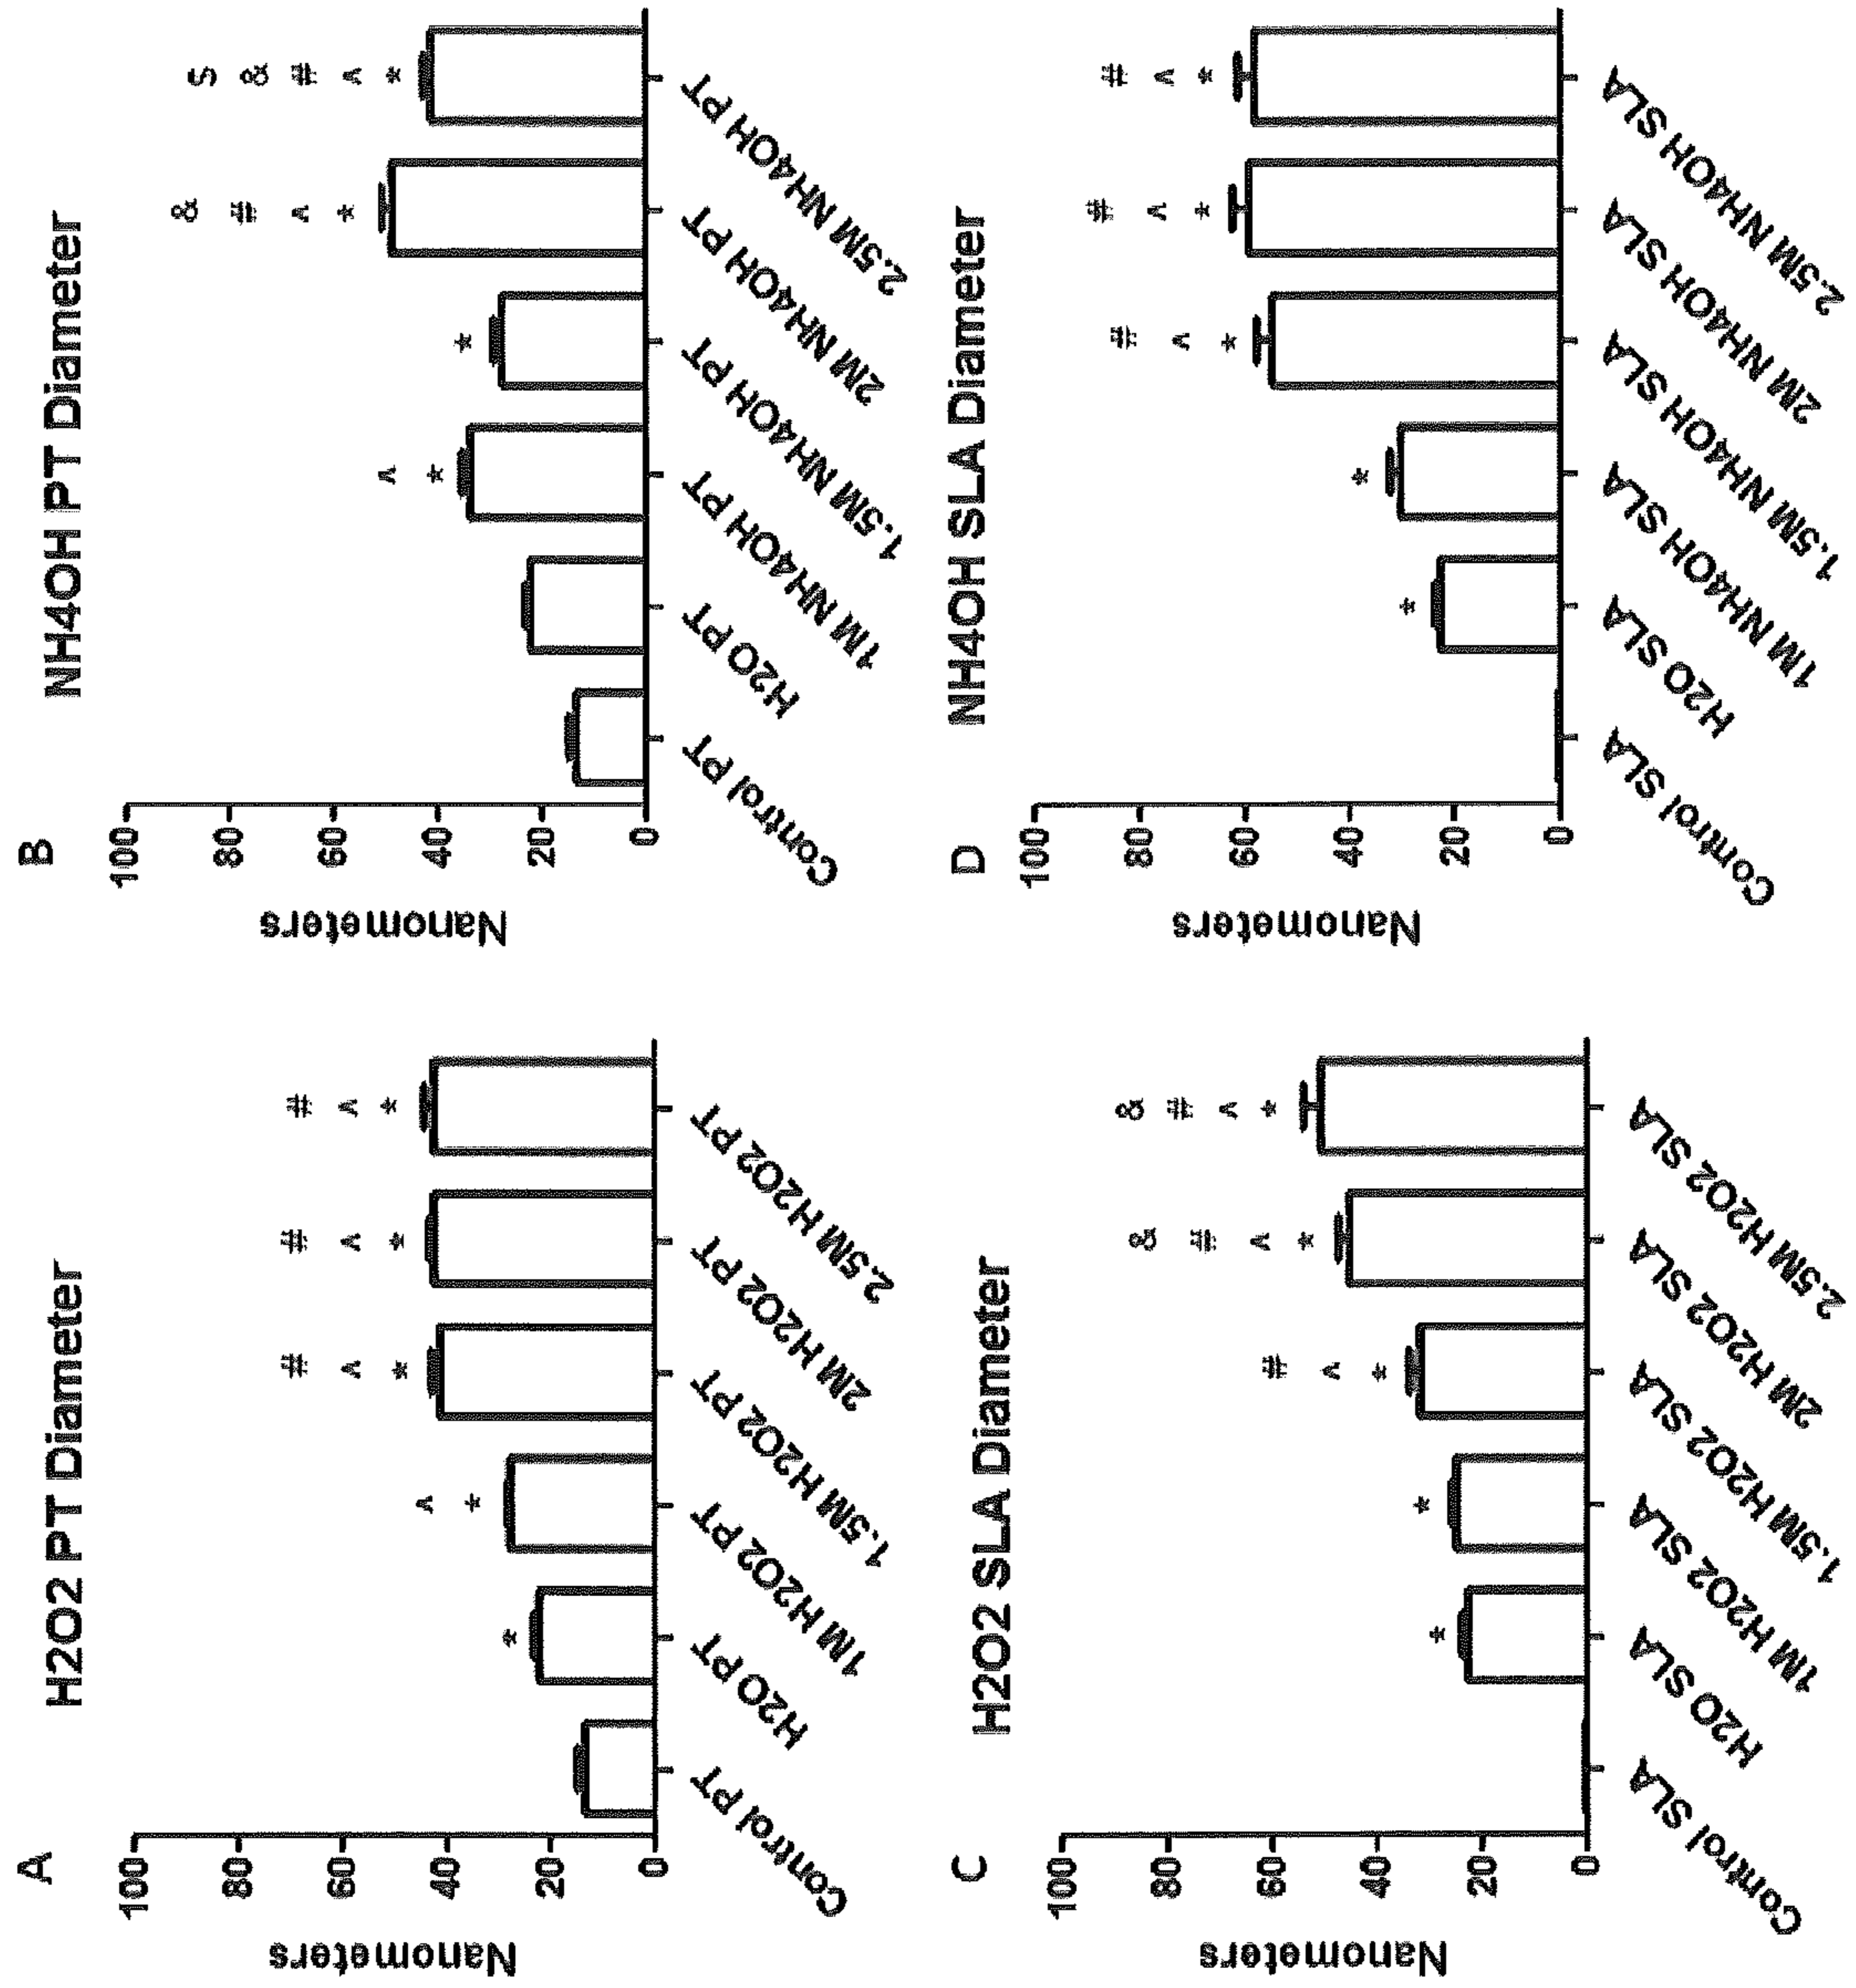 A
H2O2 PT Diameter
Nanometers
100
80
60
40
20
0
*
^ *
# ^ *
# ^ *
# ^ *
Control PT
H2O PT
1M H2O2 PT
1.5M H2O2 PT
2M H2O2 PT
2.5M H2O2 PT
B
NH4OH PT Diameter
Nanometers
100
80
60
40
20
0
^ *
*
& # ^ *
$ & # ^ *
Control PT
H2O PT
1M NH4OH PT
1.5M NH4OH PT
2M NH4OH PT
2.5M NH4OH PT
C
H2O2 SLA Diameter
Nanometers
100
80
60
40
20
0
*
*
# ^ *
& # ^ *
& # ^ *
Control SLA
H2O SLA
1M H2O2 SLA
1.5M H2O2 SLA
2M H2O2 SLA
2.5M H2O2 SLA
D
NH4OH SLA Diameter
Nanometers
100
80
60
40
20
0
*
*
# ^ *
# ^ *
# ^ *
Control SLA
H2O SLA
1M NH4OH SLA
1.5M NH4OH SLA
2M NH4OH SLA
2.5M NH4OH SLA